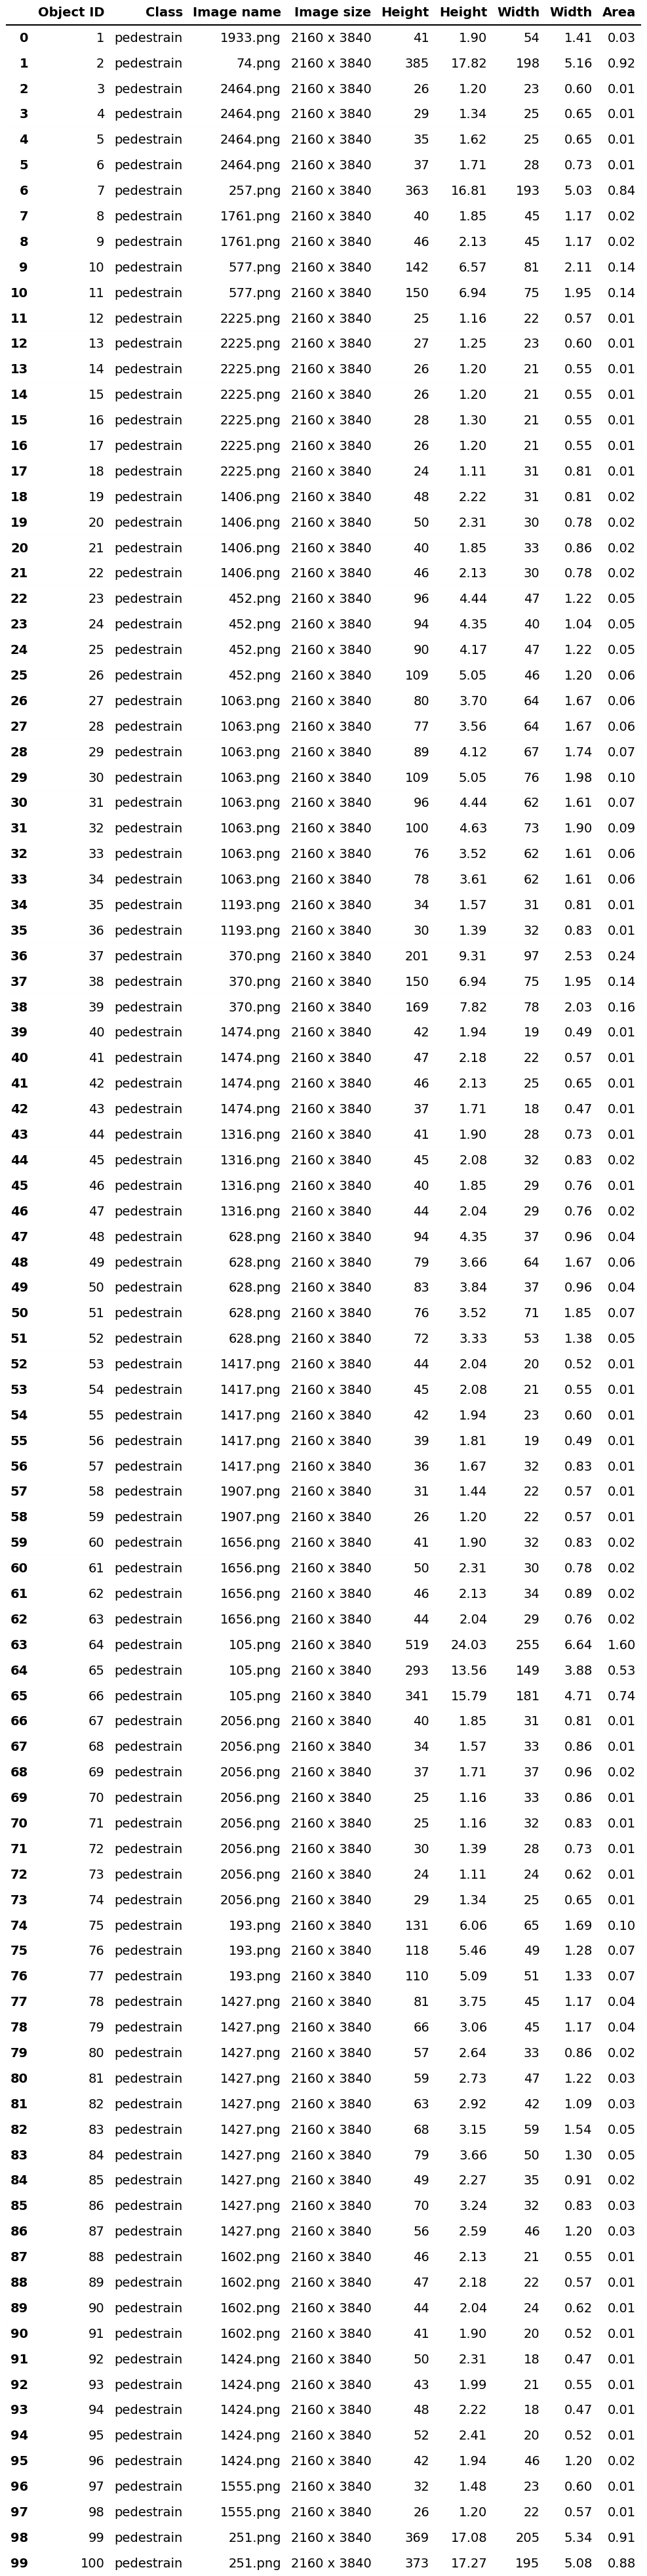 Object ID Class Image name Image size Height Height Width Width Area
0 1 pedestrain 1933.png 2160 x 3840 41 1.90 54 1.41 0.03
1 2 pedestrain 74.png 2160 x 3840 385 17.82 198 5.16 0.92
2 3 pedestrain 2464.png 2160 x 3840 26 1.20 23 0.60 0.01
3 4 pedestrain 2464.png 2160 x 3840 29 1.34 25 0.65 0.01
4 5 pedestrain 2464.png 2160 x 3840 35 1.62 25 0.65 0.01
5 6 pedestrain 2464.png 2160 x 3840 37 1.71 28 0.73 0.01
6 7 pedestrain 257.png 2160 x 3840 363 16.81 193 5.03 0.84
7 8 pedestrain 1761.png 2160 x 3840 40 1.85 45 1.17 0.02
8 9 pedestrain 1761.png 2160 x 3840 46 2.13 45 1.17 0.02
9 10 pedestrain 577.png 2160 x 3840 142 6.57 81 2.11 0.14
10 11 pedestrain 577.png 2160 x 3840 150 6.94 75 1.95 0.14
11 12 pedestrain 2225.png 2160 x 3840 25 1.16 22 0.57 0.01
12 13 pedestrain 2225.png 2160 x 3840 27 1.25 23 0.60 0.01
13 14 pedestrain 2225.png 2160 x 3840 26 1.20 21 0.55 0.01
14 15 pedestrain 2225.png 2160 x 3840 26 1.20 21 0.55 0.01
15 16 pedestrain 2225.png 2160 x 3840 28 1.30 21 0.55 0.01
16 17 pedestrain 2225.png 2160 x 3840 26 1.20 21 0.55 0.01
17 18 pedestrain 2225.png 2160 x 3840 24 1.11 31 0.81 0.01
18 19 pedestrain 1406.png 2160 x 3840 48 2.22 31 0.81 0.02
19 20 pedestrain 1406.png 2160 x 3840 50 2.31 30 0.78 0.02
20 21 pedestrain 1406.png 2160 x 3840 40 1.85 33 0.86 0.02
21 22 pedestrain 1406.png 2160 x 3840 46 2.13 30 0.78 0.02
22 23 pedestrain 452.png 2160 x 3840 96 4.44 47 1.22 0.05
23 24 pedestrain 452.png 2160 x 3840 94 4.35 40 1.04 0.05
24 25 pedestrain 452.png 2160 x 3840 90 4.17 47 1.22 0.05
25 26 pedestrain 452.png 2160 x 3840 109 5.05 46 1.20 0.06
26 27 pedestrain 1063.png 2160 x 3840 80 3.70 64 1.67 0.06
27 28 pedestrain 1063.png 2160 x 3840 77 3.56 64 1.67 0.06
28 29 pedestrain 1063.png 2160 x 3840 89 4.12 67 1.74 0.07
29 30 pedestrain 1063.png 2160 x 3840 109 5.05 76 1.98 0.10
30 31 pedestrain 1063.png 2160 x 3840 96 4.44 62 1.61 0.07
31 32 pedestrain 1063.png 2160 x 3840 100 4.63 73 1.90 0.09
32 33 pedestrain 1063.png 2160 x 3840 76 3.52 62 1.61 0.06
33 34 pedestrain 1063.png 2160 x 3840 78 3.61 62 1.61 0.06
34 35 pedestrain 1193.png 2160 x 3840 34 1.57 31 0.81 0.01
35 36 pedestrain 1193.png 2160 x 3840 30 1.39 32 0.83 0.01
36 37 pedestrain 370.png 2160 x 3840 201 9.31 97 2.53 0.24
37 38 pedestrain 370.png 2160 x 3840 150 6.94 75 1.95 0.14
38 39 pedestrain 370.png 2160 x 3840 169 7.82 78 2.03 0.16
39 40 pedestrain 1474.png 2160 x 3840 42 1.94 19 0.49 0.01
40 41 pedestrain 1474.png 2160 x 3840 47 2.18 22 0.57 0.01
41 42 pedestrain 1474.png 2160 x 3840 46 2.13 25 0.65 0.01
42 43 pedestrain 1474.png 2160 x 3840 37 1.71 18 0.47 0.01
43 44 pedestrain 1316.png 2160 x 3840 41 1.90 28 0.73 0.01
44 45 pedestrain 1316.png 2160 x 3840 45 2.08 32 0.83 0.02
45 46 pedestrain 1316.png 2160 x 3840 40 1.85 29 0.76 0.01
46 47 pedestrain 1316.png 2160 x 3840 44 2.04 29 0.76 0.02
47 48 pedestrain 628.png 2160 x 3840 94 4.35 37 0.96 0.04
48 49 pedestrain 628.png 2160 x 3840 79 3.66 64 1.67 0.06
49 50 pedestrain 628.png 2160 x 3840 83 3.84 37 0.96 0.04
50 51 pedestrain 628.png 2160 x 3840 76 3.52 71 1.85 0.07
51 52 pedestrain 628.png 2160 x 3840 72 3.33 53 1.38 0.05
52 53 pedestrain 1417.png 2160 x 3840 44 2.04 20 0.52 0.01
53 54 pedestrain 1417.png 2160 x 3840 45 2.08 21 0.55 0.01
54 55 pedestrain 1417.png 2160 x 3840 42 1.94 23 0.60 0.01
55 56 pedestrain 1417.png 2160 x 3840 39 1.81 19 0.49 0.01
56 57 pedestrain 1417.png 2160 x 3840 36 1.67 32 0.83 0.01
57 58 pedestrain 1907.png 2160 x 3840 31 1.44 22 0.57 0.01
58 59 pedestrain 1907.png 2160 x 3840 26 1.20 22 0.57 0.01
59 60 pedestrain 1656.png 2160 x 3840 41 1.90 32 0.83 0.02
60 61 pedestrain 1656.png 2160 x 3840 50 2.31 30 0.78 0.02
61 62 pedestrain 1656.png 2160 x 3840 46 2.13 34 0.89 0.02
62 63 pedestrain 1656.png 2160 x 3840 44 2.04 29 0.76 0.02
63 64 pedestrain 105.png 2160 x 3840 519 24.03 255 6.64 1.60
64 65 pedestrain 105.png 2160 x 3840 293 13.56 149 3.88 0.53
65 66 pedestrain 105.png 2160 x 3840 341 15.79 181 4.71 0.74
66 67 pedestrain 2056.png 2160 x 3840 40 1.85 31 0.81 0.01
67 68 pedestrain 2056.png 2160 x 3840 34 1.57 33 0.86 0.01
68 69 pedestrain 2056.png 2160 x 3840 37 1.71 37 0.96 0.02
69 70 pedestrain 2056.png 2160 x 3840 25 1.16 33 0.86 0.01
70 71 pedestrain 2056.png 2160 x 3840 25 1.16 32 0.83 0.01
71 72 pedestrain 2056.png 2160 x 3840 30 1.39 28 0.73 0.01
72 73 pedestrain 2056.png 2160 x 3840 24 1.11 24 0.62 0.01
73 74 pedestrain 2056.png 2160 x 3840 29 1.34 25 0.65 0.01
74 75 pedestrain 193.png 2160 x 3840 131 6.06 65 1.69 0.10
75 76 pedestrain 193.png 2160 x 3840 118 5.46 49 1.28 0.07
76 77 pedestrain 193.png 2160 x 3840 110 5.09 51 1.33 0.07
77 78 pedestrain 1427.png 2160 x 3840 81 3.75 45 1.17 0.04
78 79 pedestrain 1427.png 2160 x 3840 66 3.06 45 1.17 0.04
79 80 pedestrain 1427.png 2160 x 3840 57 2.64 33 0.86 0.02
80 81 pedestrain 1427.png 2160 x 3840 59 2.73 47 1.22 0.03
81 82 pedestrain 1427.png 2160 x 3840 63 2.92 42 1.09 0.03
82 83 pedestrain 1427.png 2160 x 3840 68 3.15 59 1.54 0.05
83 84 pedestrain 1427.png 2160 x 3840 79 3.66 50 1.30 0.05
84 85 pedestrain 1427.png 2160 x 3840 49 2.27 35 0.91 0.02
85 86 pedestrain 1427.png 2160 x 3840 70 3.24 32 0.83 0.03
86 87 pedestrain 1427.png 2160 x 3840 56 2.59 46 1.20 0.03
87 88 pedestrain 1602.png 2160 x 3840 46 2.13 21 0.55 0.01
88 89 pedestrain 1602.png 2160 x 3840 47 2.18 22 0.57 0.01
89 90 pedestrain 1602.png 2160 x 3840 44 2.04 24 0.62 0.01
90 91 pedestrain 1602.png 2160 x 3840 41 1.90 20 0.52 0.01
91 92 pedestrain 1424.png 2160 x 3840 50 2.31 18 0.47 0.01
92 93 pedestrain 1424.png 2160 x 3840 43 1.99 21 0.55 0.01
93 94 pedestrain 1424.png 2160 x 3840 48 2.22 18 0.47 0.01
94 95 pedestrain 1424.png 2160 x 3840 52 2.41 20 0.52 0.01
95 96 pedestrain 1424.png 2160 x 3840 42 1.94 46 1.20 0.02
96 97 pedestrain 1555.png 2160 x 3840 32 1.48 23 0.60 0.01
97 98 pedestrain 1555.png 2160 x 3840 26 1.20 22 0.57 0.01
98 99 pedestrain 251.png 2160 x 3840 369 17.08 205 5.34 0.91
99 100 pedestrain 251.png 2160 x 3840 373 17.27 195 5.08 0.88